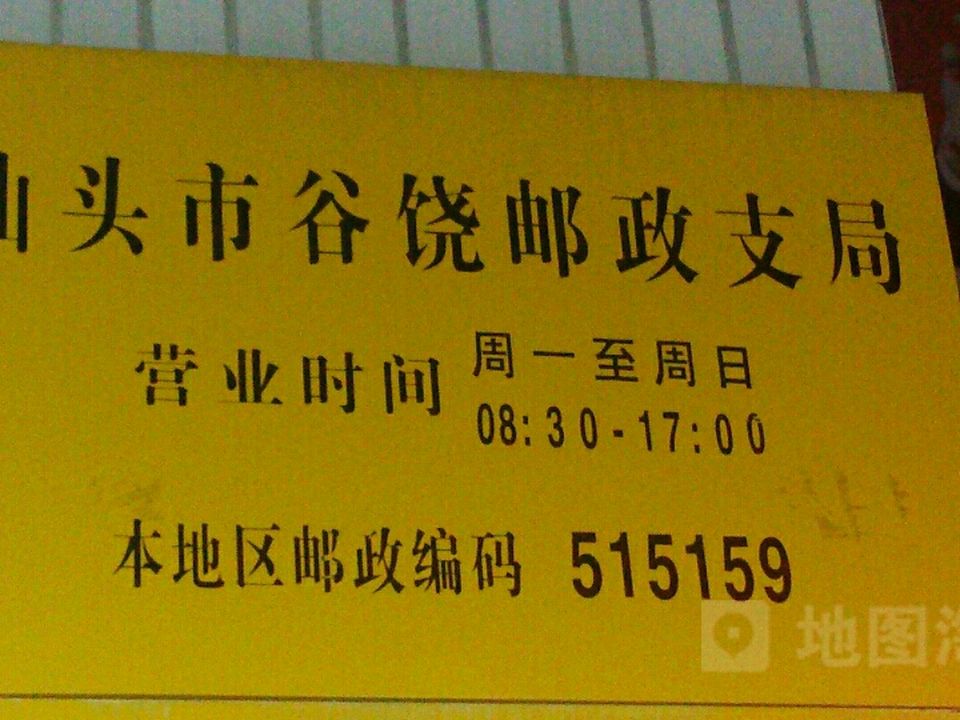 汕头市谷饶邮政支局
营业时间
周一至周日
08:30-17:00
本地区邮政编码 515159
地图